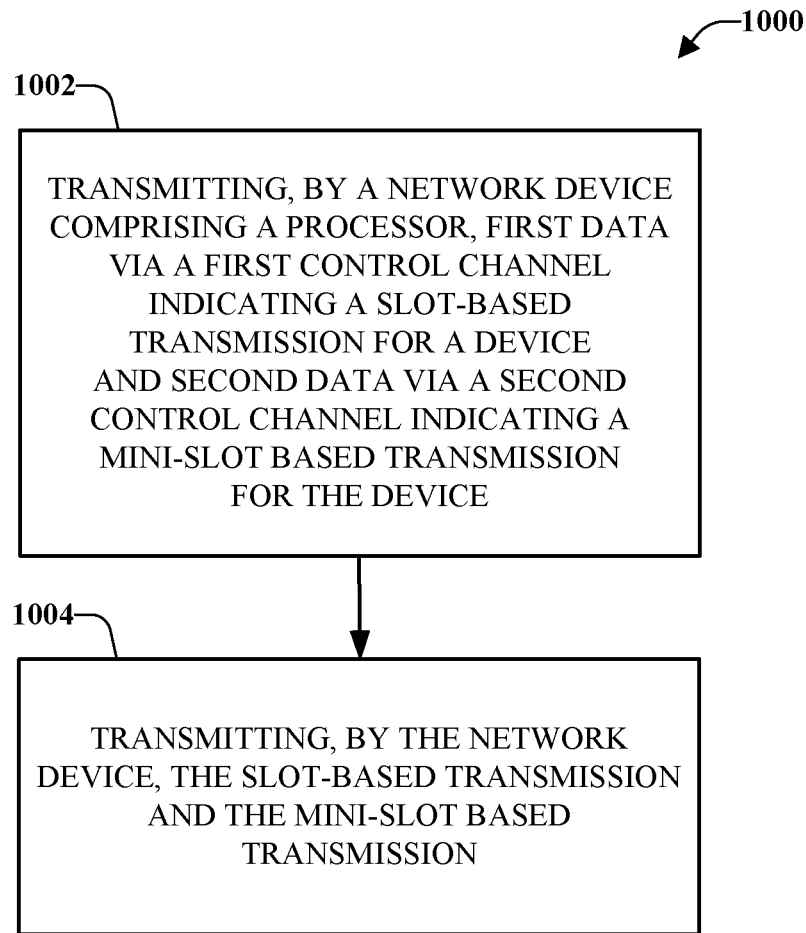 1000
1002
TRANSMITTING, BY A NETWORK DEVICE
COMPRISING A PROCESSOR, FIRST DATA
VIA A FIRST CONTROL CHANNEL
INDICATING A SLOT-BASED
TRANSMISSION FOR A DEVICE
AND SECOND DATA VIA A SECOND
CONTROL CHANNEL INDICATING A
MINI-SLOT BASED TRANSMISSION
FOR THE DEVICE
1004
TRANSMITTING, BY THE NETWORK
DEVICE, THE SLOT-BASED TRANSMISSION
AND THE MINI-SLOT BASED
TRANSMISSION